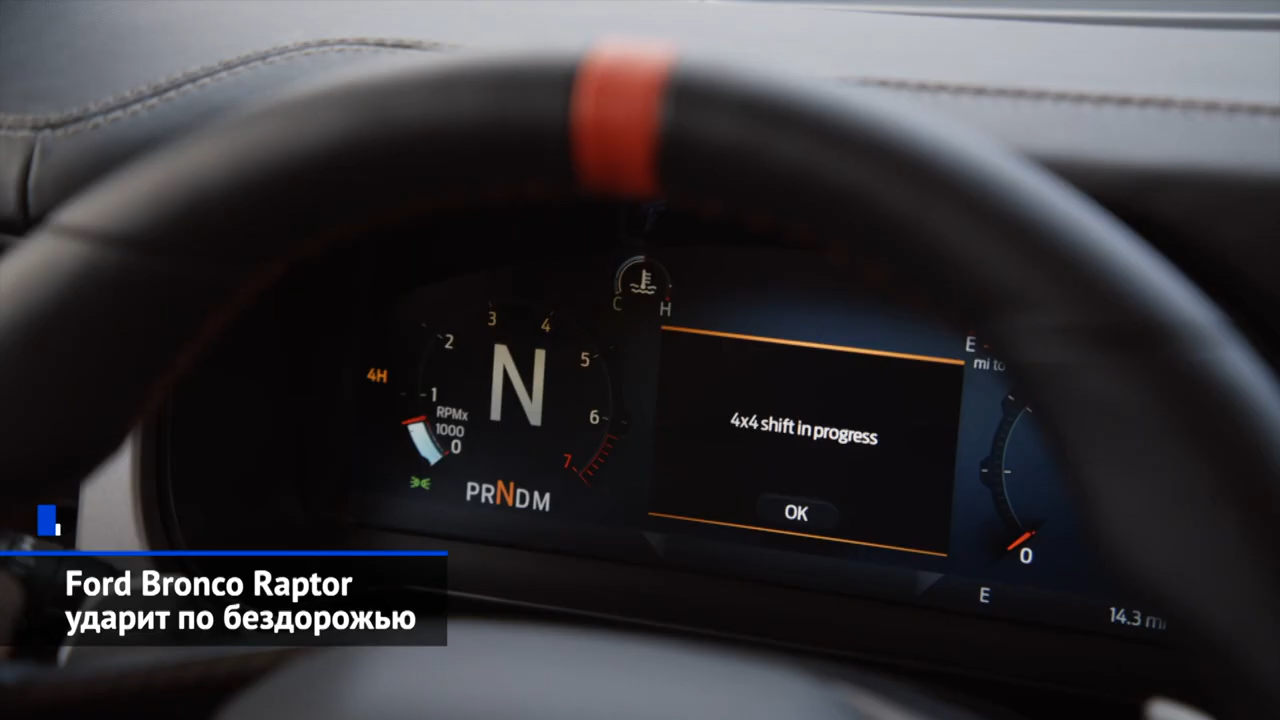 C
H
3
4
2
5
4H
N
1
6
RPMx
1000
0
7
PRNDM
4x4 shift in progress
OK
E
mi to
0
E
14.3 mi
Ford Bronco Raptor
ударит по бездорожью